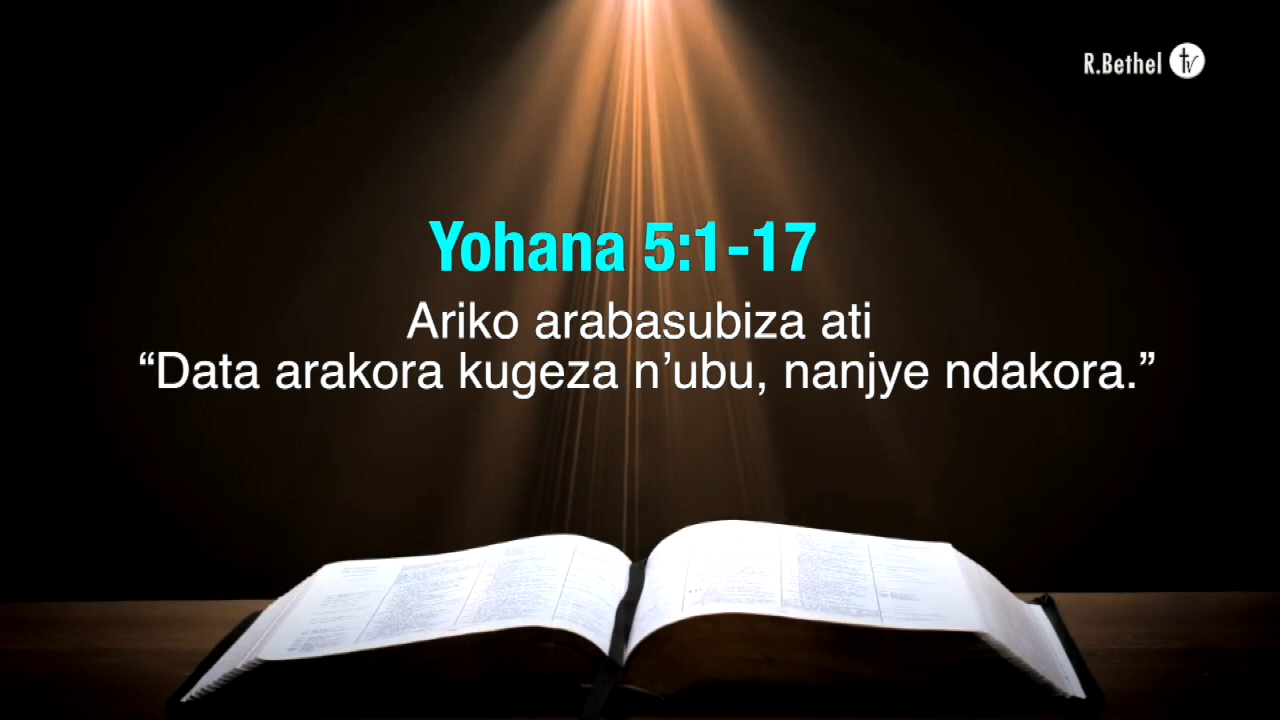 R.Bethel tv
Yohana 5:1-17
Ariko arabasubiza ati
“Data arakora kugeza n’ubu, nanjye ndakora.”